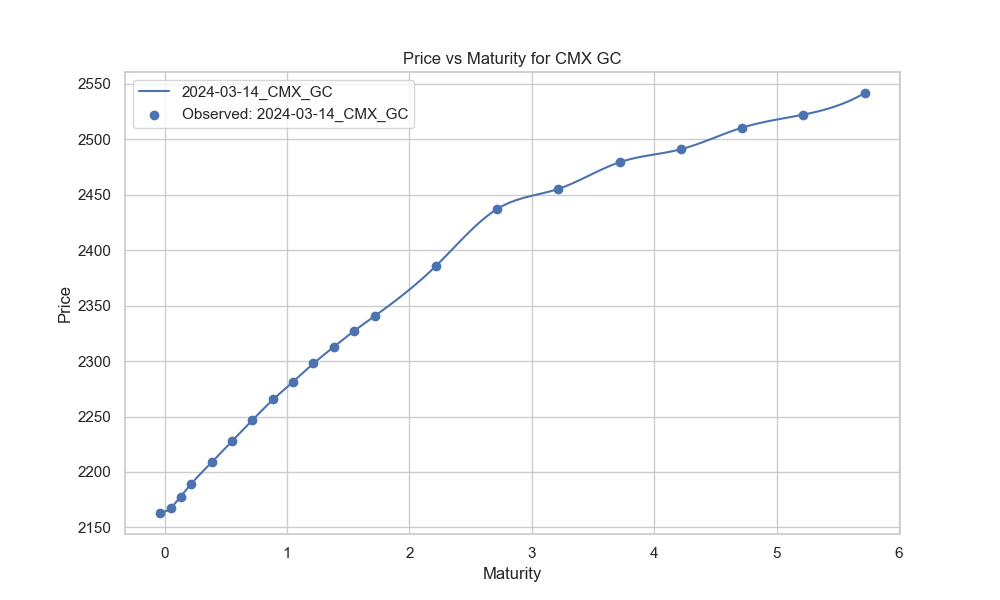 Price vs Maturity for CMX GC
2024-03-14_CMX_GC
Observed: 2024-03-14_CMX_GC
Price
2550
2500
2450
2400
2350
2300
2250
2200
2150
0 1 2 3 4 5 6
Maturity